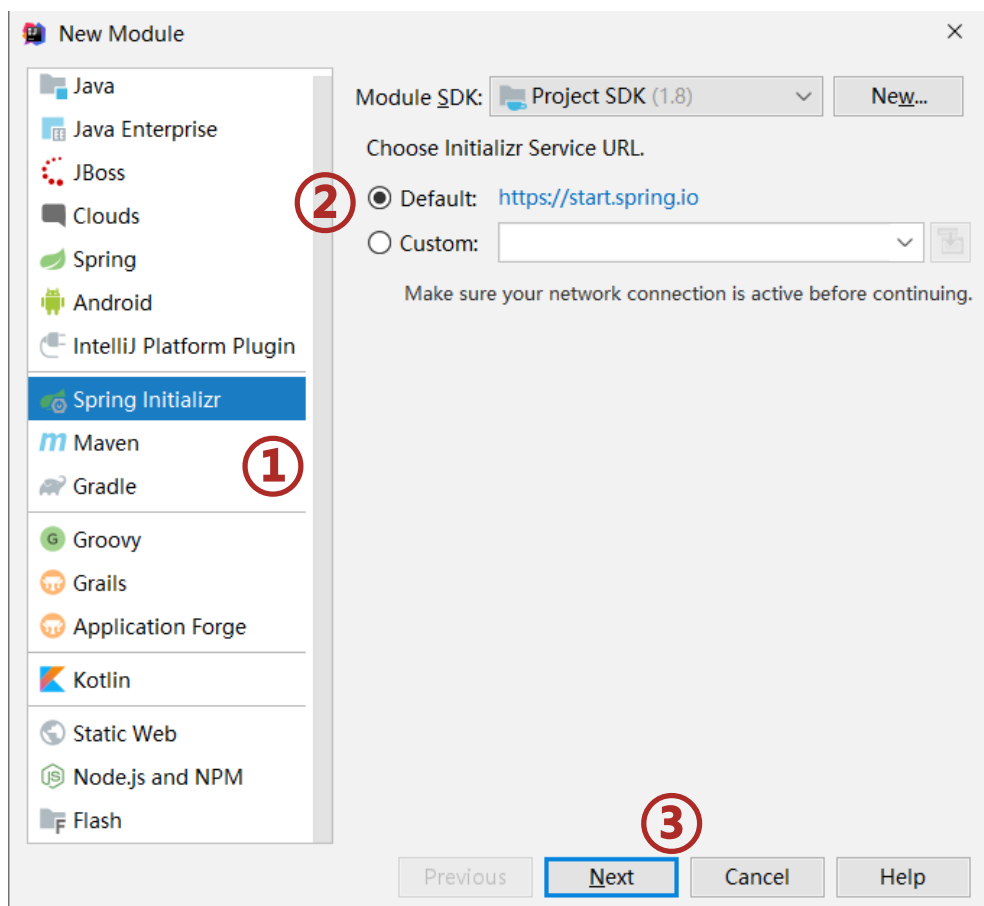 New Module
Java
Java Enterprise
JBoss
Clouds
Spring
Android
IntelliJ Platform Plugin
Spring Initializr
Maven
①
Gradle
Groovy
Grails
Application Forge
Kotlin
Static Web
Node.js and NPM
Flash
Module SDK: Project SDK (1.8) New...
Choose Initializr Service URL.
② Default: https://start.spring.io
Custom:
Make sure your network connection is active before continuing.
③
Previous Next Cancel Help